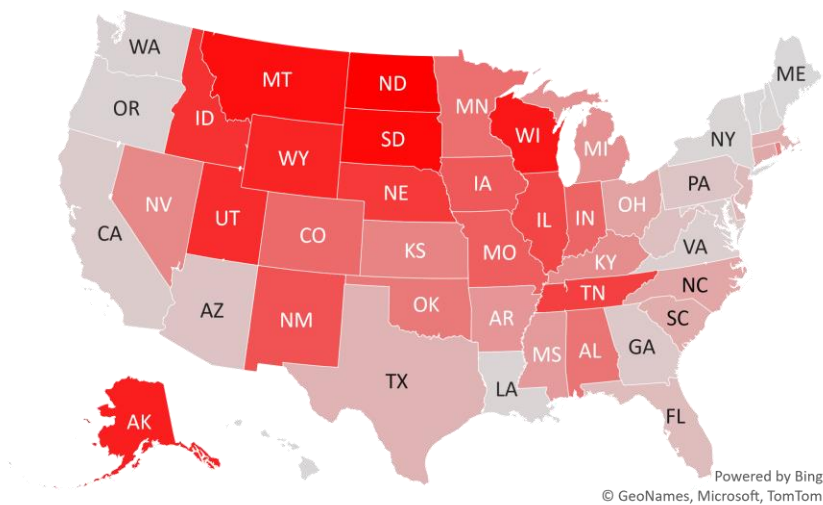 WA
ME
MT
ND
OR
MN
ID
WI
SD
NY
MI
WY
PA
IA
NE
OH
NV
UT
IL
IN
CO
CA
VA
KS
MO
KY
NC
TN
OK
AZ
NM
AR
SC
GA
MS
AL
TX
LA
FL
AK
Powered by Bing
© GeoNames, Microsoft, TomTom